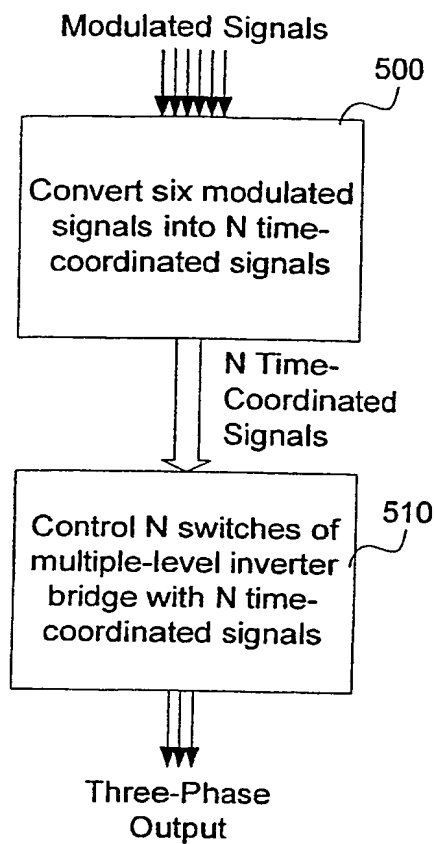 Modulated Signals
500
Convert six modulated
signals into N time-
coordinated signals
N Time-
Coordinated
Signals
Control N switches of
multiple-level inverter
bridge with N time-
coordinated signals
510
Three-Phase
Output